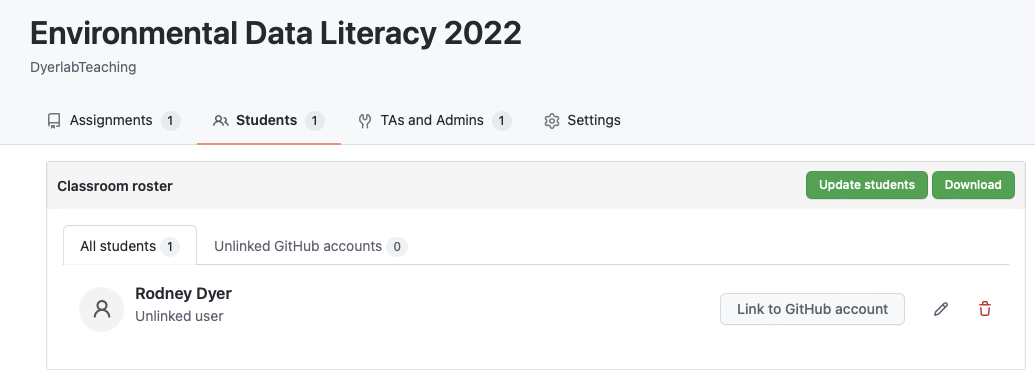 Environmental Data Literacy 2022
DyerlabTeaching
Assignments 1 Students 1 TAs and Admins 1 Settings
Classroom roster Update students Download
All students 1 Unlinked GitHub accounts 0
Rodney Dyer
Unlinked user
Link to GitHub account